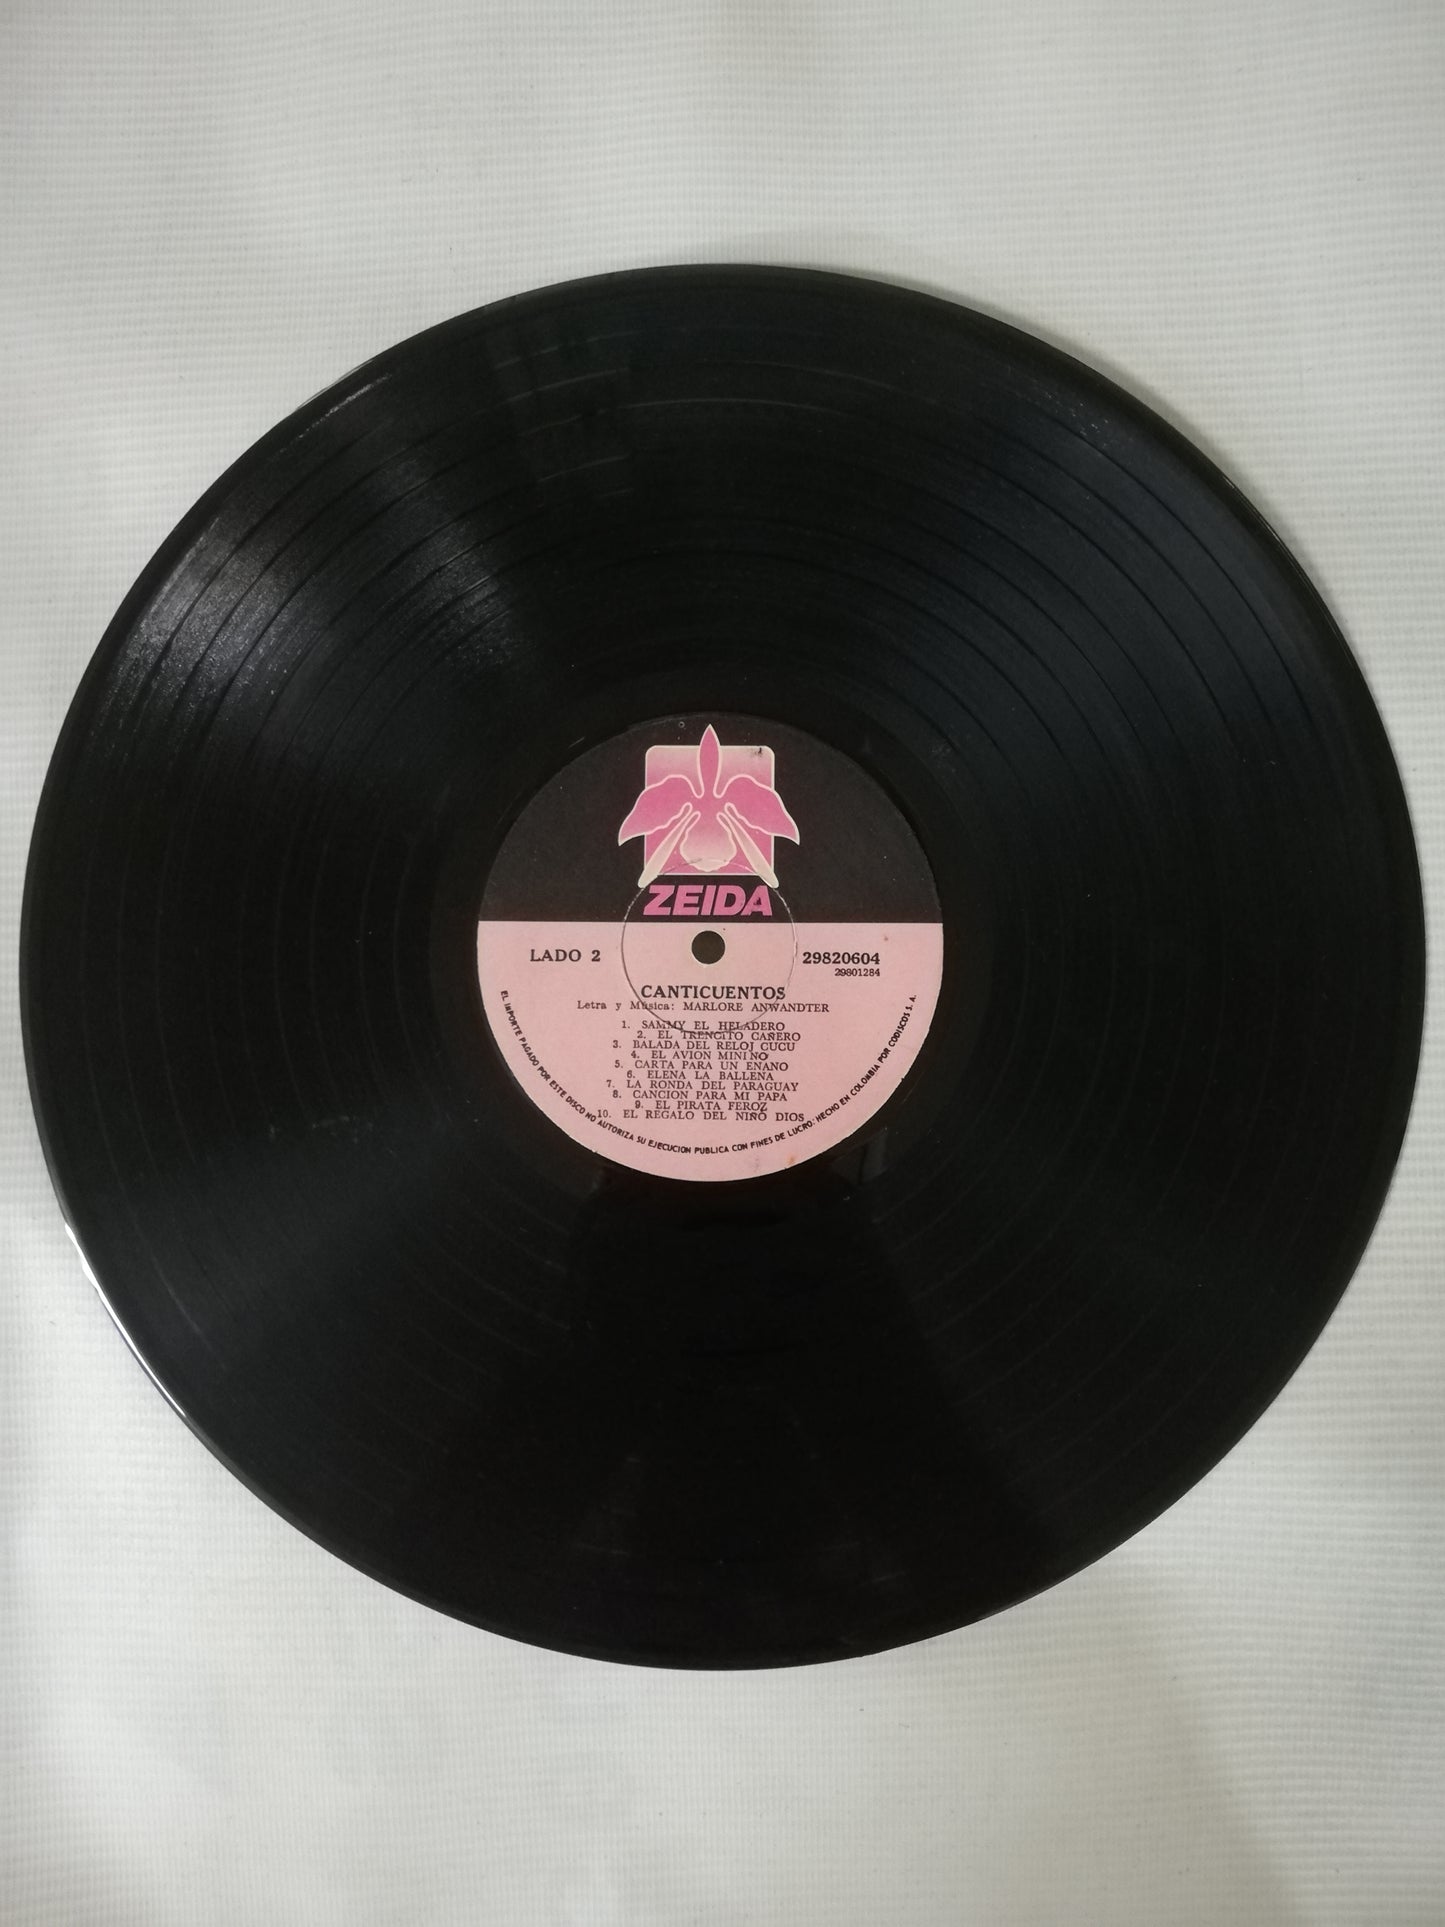 ZEIDA
LADO 2
29820604
29801284
CANTICUENTOS
Letra y Música: MARLORE ANWANDTER
1. SAMMY EL HELADERO
2. EL TRENCITO CAÑERO
3. BALADA DEL RELOJ CUCU
4. EL AVION MININO
5. CARTA PARA UN ENANO
6. ELENA LA BALLENA
7. LA RONDA DEL PARAGUAY
8. CANCION PARA MI PAPA
9. EL PIRATA FEROZ
10. EL REGALO DEL NIÑO DIOS
EL IMPORTE PAGADO POR ESTE DISCO NO AUTORIZA SU EJECUCION PUBLICA CON FINES DE LUCRO: HECHO EN COLOMBIA POR CODISCOS S. A.